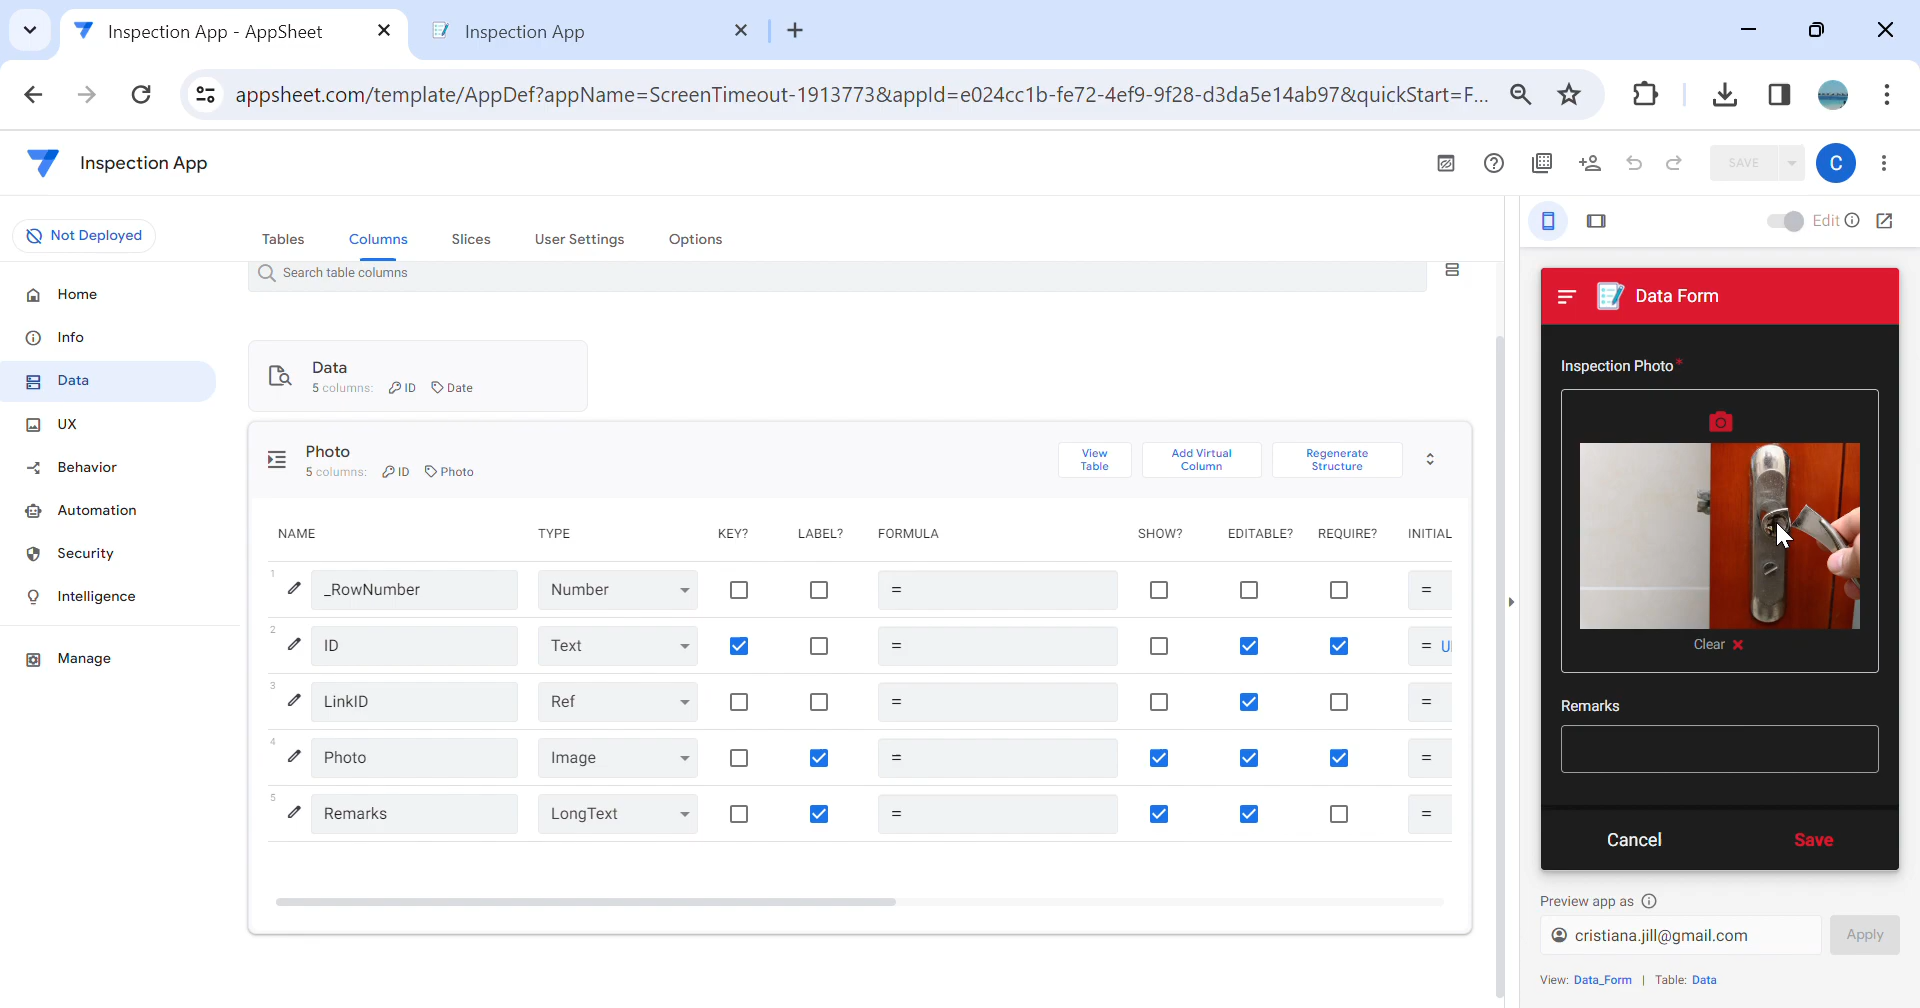 Inspection App - AppSheet
Inspection App
appsheet.com/template/AppDef?appName=ScreenTimeout-1913773&appId=e024cc1b-fe72-4ef9-9f28-d3da5e14ab97&quickStart=F...
Inspection App
SAVE
C
Not Deployed
Tables
Columns
Slices
User Settings
Options
Edit
Home
Info
Data
UX
Behavior
Automation
Security
Intelligence
Manage
Search table columns
Data
5 columns: ID Date
Photo
5 columns: ID Photo
View Table
Add Virtual Column
Regenerate Structure
NAME TYPE KEY? LABEL? FORMULA SHOW? EDITABLE? REQUIRE? INITIAL
1 _RowNumber Number = =
2 ID Text = = U
3 LinkID Ref = =
4 Photo Image = =
5 Remarks LongText = =
Data Form
Inspection Photo*
Clear
Remarks
Cancel
Save
Preview app as
cristiana.jill@gmail.com
Apply
View: Data_Form | Table: Data